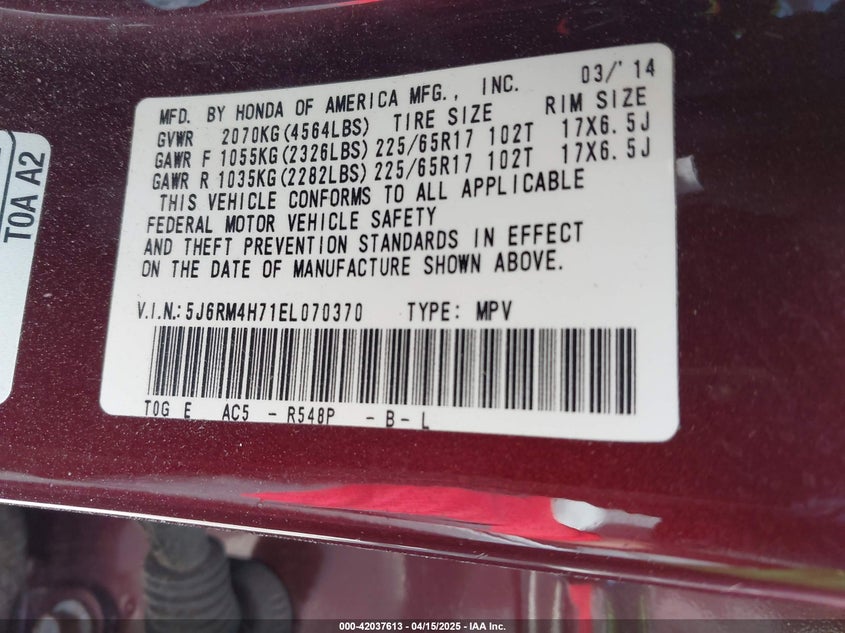 MFD. BY HONDA OF AMERICA MFG., INC. 03/'14
GVWR 2070KG(4564LBS) TIRE SIZE RIM SIZE
GAWR F 1055KG(2326LBS) 225/65R17 102T 17X6.5J
GAWR R 1035KG(2282LBS) 225/65R17 102T 17X6.5J
THIS VEHICLE CONFORMS TO ALL APPLICABLE
FEDERAL MOTOR VEHICLE SAFETY
AND THEFT PREVENTION STANDARDS IN EFFECT
ON THE DATE OF MANUFACTURE SHOWN ABOVE.
V.I.N.: 5J6RM4H71EL070370 TYPE: MPV
T0G E AC5 - R548P - B - L
T0A A2
000-42037613 - 04/15/2025 - IAA Inc.